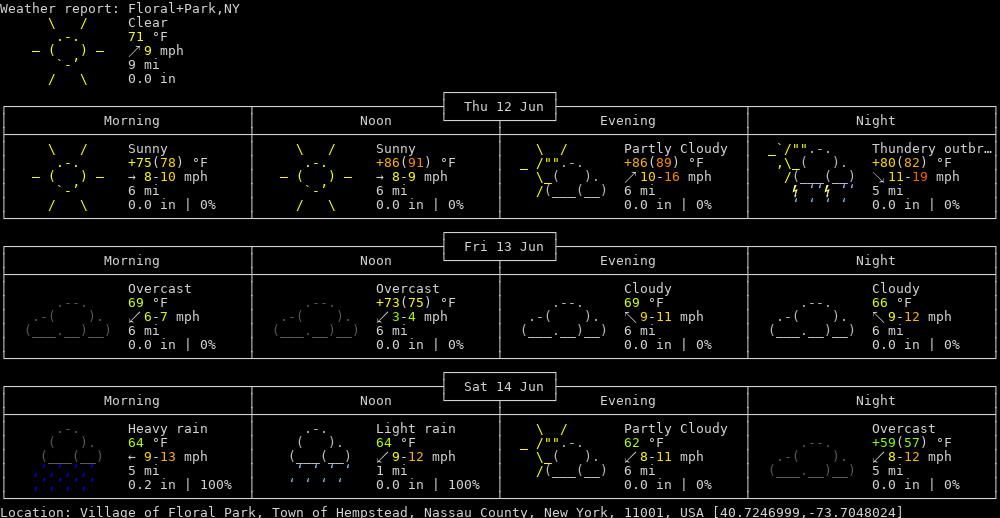 Weather report: Floral+Park,NY
Clear
71 °F
↗ 9 mph
9 mi
0.0 in
Thu 12 Jun
Morning Noon Evening Night
Sunny Sunny Partly Cloudy Thundery outbr…
+75(78) °F +86(91) °F +86(89) °F +80(82) °F
→ 8-10 mph → 8-9 mph ↗ 10-16 mph ↘ 11-19 mph
6 mi 6 mi 6 mi 5 mi
0.0 in | 0% 0.0 in | 0% 0.0 in | 0% 0.0 in | 0%
Fri 13 Jun
Morning Noon Evening Night
Overcast Overcast Cloudy Cloudy
69 °F +73(75) °F 69 °F 66 °F
↙ 6-7 mph ↙ 3-4 mph ↖ 9-11 mph ↖ 9-12 mph
6 mi 6 mi 6 mi 6 mi
0.0 in | 0% 0.0 in | 0% 0.0 in | 0% 0.0 in | 0%
Sat 14 Jun
Morning Noon Evening Night
Heavy rain Light rain Partly Cloudy Overcast
64 °F 64 °F 62 °F +59(57) °F
← 9-13 mph ↙ 9-12 mph ↙ 8-11 mph ↙ 8-12 mph
5 mi 1 mi 6 mi 5 mi
0.2 in | 100% 0.0 in | 100% 0.0 in | 0% 0.0 in | 0%
Location: Village of Floral Park, Town of Hempstead, Nassau County, New York, 11001, USA [40.7246999,-73.7048024]